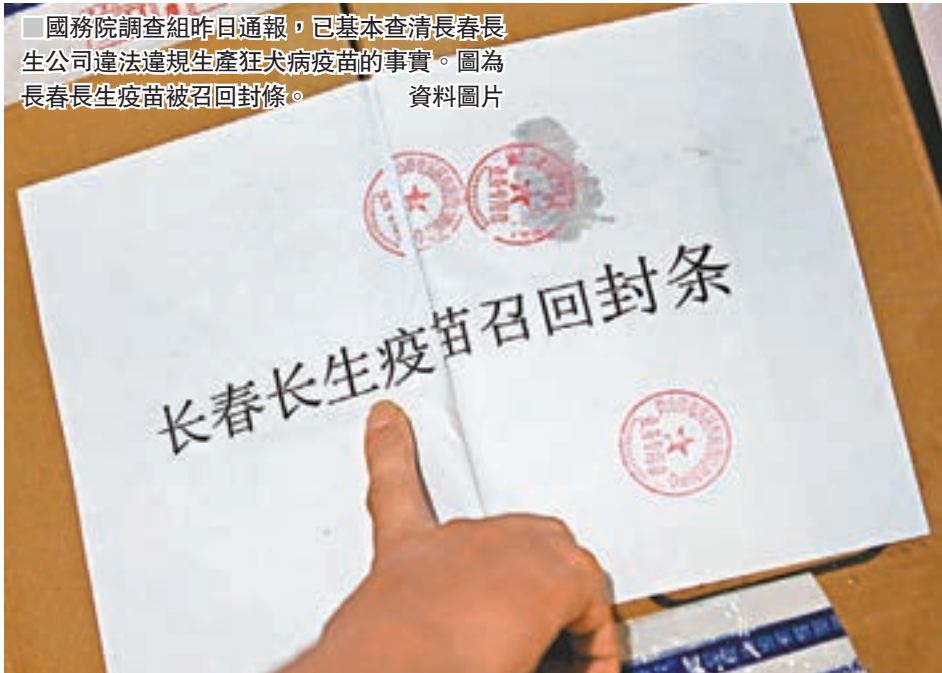 ■國務院調查組昨日通報，已基本查清長春長
生公司違法違規生產狂犬病疫苗的事實。圖為
長春長生疫苗被召回封條。 資料圖片
长春长生疫苗召回封条